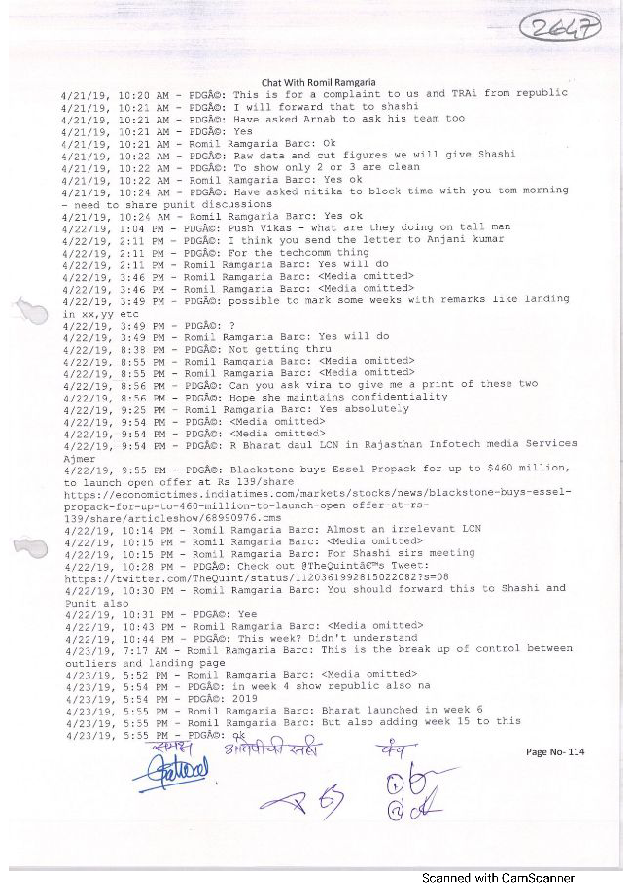 2647
Chat With Romil Ramgaria
4/21/19, 10:20 AM - PDGÂ©: This is for a complaint to us and TRAi from republic
4/21/19, 10:21 AM - PDGÂ©: I will forward that to shashi
4/21/19, 10:21 AM - PDGÂ©: Have asked Arnab to ask his team too
4/21/19, 10:21 AM - PDGÂ©: Yes
4/21/19, 10:21 AM - Romil Ramgaria Barc: Ok
4/21/19, 10:22 AM - PDGÂ©: Raw data and cut figures we will give Shashi
4/21/19, 10:22 AM - PDGÂ©: To show only 2 or 3 are clean
4/21/19, 10:22 AM - Romil Ramgaria Barc: Yes ok
4/21/19, 10:24 AM - PDGÂ©: Have asked nitika to block time with you tom morning
- need to share punit discussions
4/21/19, 10:24 AM - Romil Ramgaria Barc: Yes ok
4/22/19, 1:04 PM - PDGÂ©: Push Vikas - what are they doing on tall man
4/22/19, 2:11 PM - PDGÂ©: I think you send the letter to Anjani kumar
4/22/19, 2:11 PM - PDGÂ©: For the techcomm thing
4/22/19, 2:11 PM - Romil Ramgaria Barc: Yes will do
4/22/19, 3:46 PM - Romil Ramgaria Barc: <Media omitted>
4/22/19, 3:46 PM - Romil Ramgaria Barc: <Media omitted>
4/22/19, 3:49 PM - PDGÂ©: possible to mark some weeks with remarks like landing
in xx,yy etc
4/22/19, 3:49 PM - PDGÂ©: ?
4/22/19, 3:49 PM - Romil Ramgaria Barc: Yes will do
4/22/19, 8:38 PM - PDGÂ©: Not getting thru
4/22/19, 8:55 PM - Romil Ramgaria Barc: <Media omitted>
4/22/19, 8:55 PM - Romil Ramgaria Barc: <Media omitted>
4/22/19, 8:56 PM - PDGÂ©: Can you ask vira to give me a print of these two
4/22/19, 8:56 PM - PDGÂ©: Hope she maintains confidentiality
4/22/19, 9:25 PM - Romil Ramgaria Barc: Yes absolutely
4/22/19, 9:54 PM - PDGÂ©: <Media omitted>
4/22/19, 9:54 PM - PDGÂ©: <Media omitted>
4/22/19, 9:54 PM - PDGÂ©: R Bharat daul LCN in Rajasthan Infotech media Services
Ajmer
4/22/19, 9:55 PM - PDGÂ©: Blackstone buys Essel Propack for up to $460 million,
to launch open offer at Rs 139/share
https://economictimes.indiatimes.com/markets/stocks/news/blackstone-buys-essel-
propack-for-up-to-460-million-to-launch-open-offer-at-rs-
139/share/articleshow/68990976.cms
4/22/19, 10:14 PM - Romil Ramgaria Barc: Almost an irrelevant LCN
4/22/19, 10:15 PM - Romil Ramgaria Barc: <Media omitted>
4/22/19, 10:15 PM - Romil Ramgaria Barc: For Shashi sirs meeting
4/22/19, 10:28 PM - PDGÂ©: Check out @TheQuintâ€™s Tweet:
https://twitter.com/TheQuint/status/1120361992815022082?s=08
4/22/19, 10:30 PM - Romil Ramgaria Barc: You should forward this to Shashi and
Punit also
4/22/19, 10:31 PM - PDGÂ©: Yee
4/22/19, 10:43 PM - Romil Ramgaria Barc: <Media omitted>
4/22/19, 10:44 PM - PDGÂ©: This week? Didn't understand
4/23/19, 7:17 AM - Romil Ramgaria Barc: This is the break up of control between
outliers and landing page
4/23/19, 5:52 PM - Romil Ramgaria Barc: <Media omitted>
4/23/19, 5:54 PM - PDGÂ©: in week 4 show republic also na
4/23/19, 5:54 PM - PDGÂ©: 2019
4/23/19, 5:55 PM - Romil Ramgaria Barc: Bharat launched in week 6
4/23/19, 5:55 PM - Romil Ramgaria Barc: But also adding week 15 to this
4/23/19, 5:55 PM - PDGÂ©: ok
समक्ष आरोपीची सही पंच
Page No- 114
①
②
Scanned with CamScanner